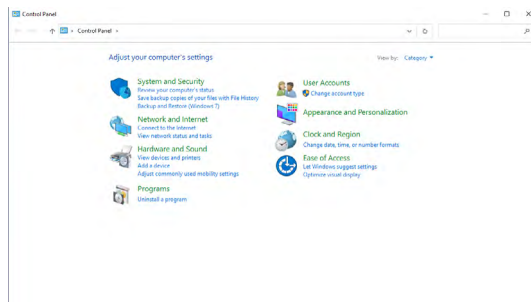 Control Panel
Control Panel
Adjust your computer's settings
View by: Category
System and Security
Review your computer's status
Save backup copies of your files with File History
Backup and Restore (Windows 7)
Network and Internet
Connect to the Internet
View network status and tasks
Hardware and Sound
View devices and printers
Add a device
Adjust commonly used mobility settings
Programs
Uninstall a program
User Accounts
Change account type
Appearance and Personalization
Clock and Region
Change date, time, or number formats
Ease of Access
Let Windows suggest settings
Optimize visual display